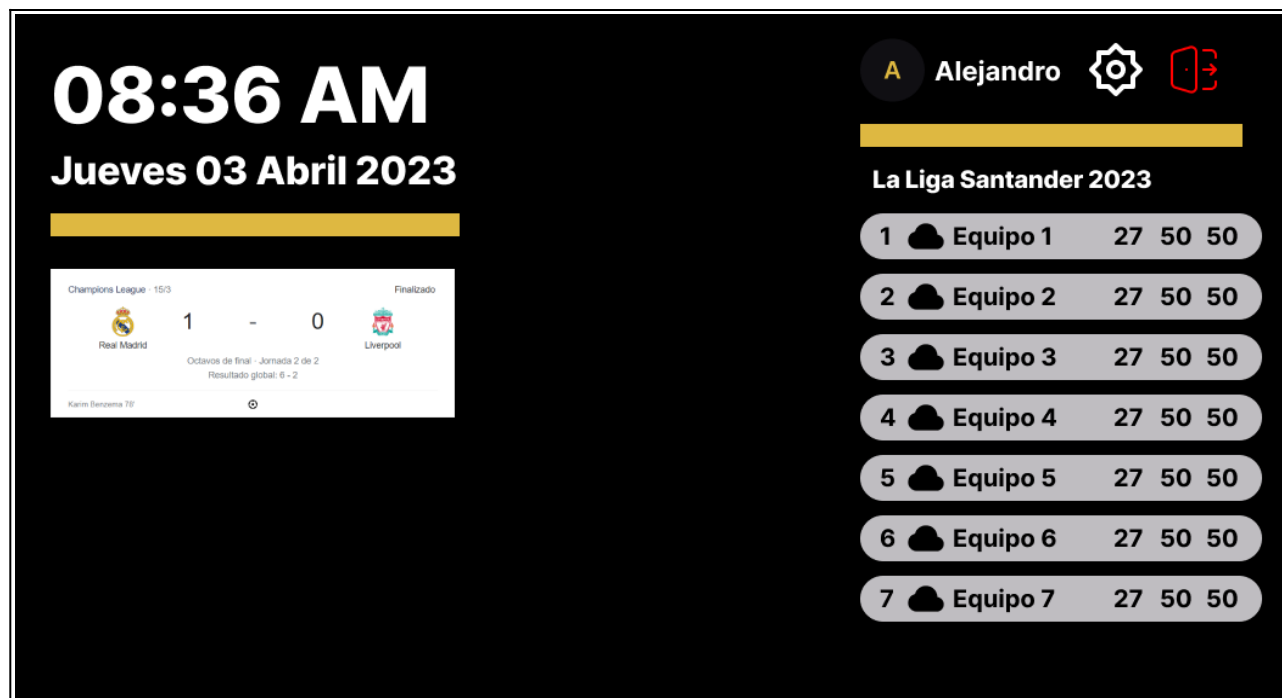 08:36 AM
Jueves 03 Abril 2023
Champions League · 15/3 Finalizado
1 - 0
Real Madrid Liverpool
Octavos de final · Jornada 2 de 2
Resultado global: 6 - 2
Karim Benzema 78'
A Alejandro
La Liga Santander 2023
1 Equipo 1 27 50 50
2 Equipo 2 27 50 50
3 Equipo 3 27 50 50
4 Equipo 4 27 50 50
5 Equipo 5 27 50 50
6 Equipo 6 27 50 50
7 Equipo 7 27 50 50